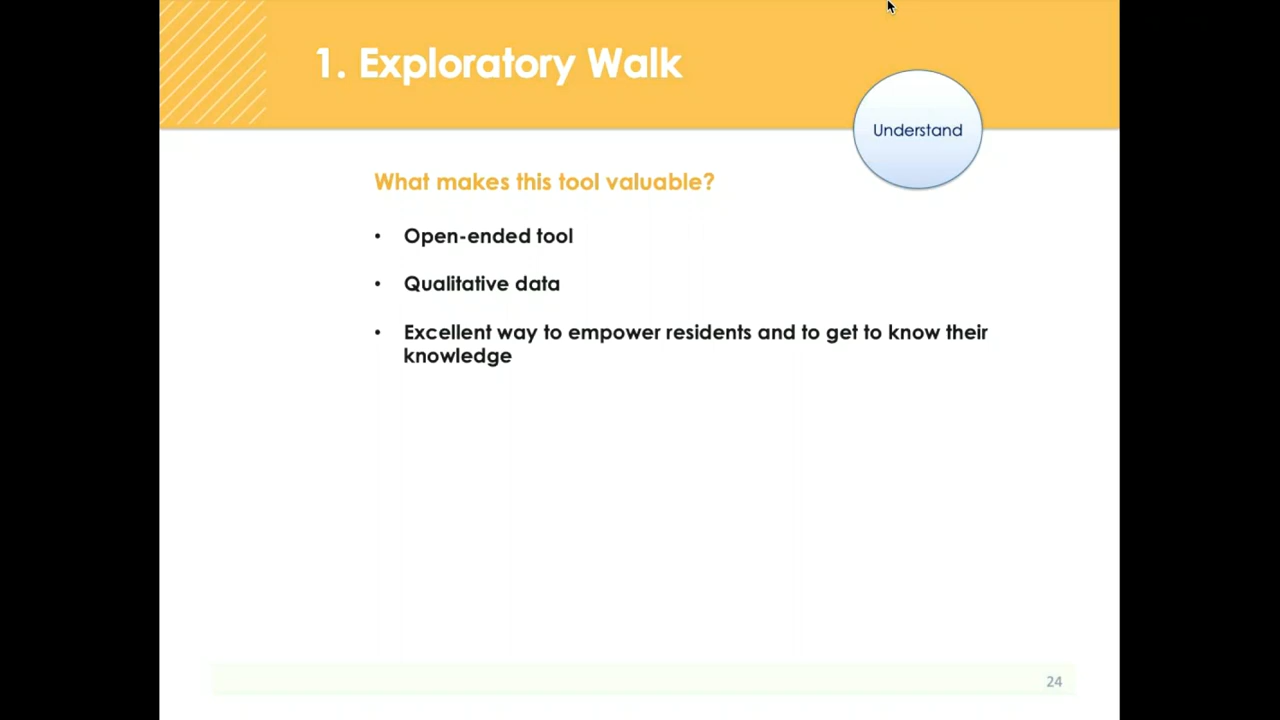 1. Exploratory Walk
Understand
What makes this tool valuable?
• Open-ended tool
• Qualitative data
• Excellent way to empower residents and to get to know their
knowledge
24